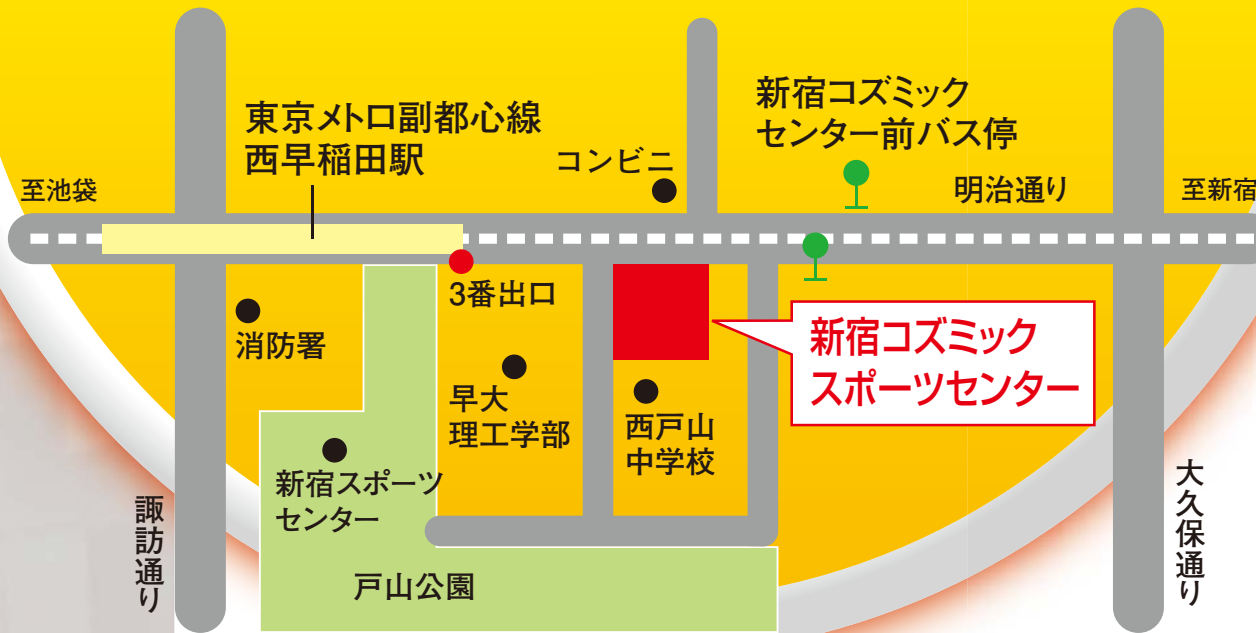 東京メトロ副都心線
西早稲田駅
新宿コズミック
センター前バス停
コンビニ
至池袋
明治通り
至新宿
3番出口
消防署
早大
理工学部
西戸山
中学校
新宿コズミック
スポーツセンター
新宿スポーツ
センター
戸山公園
諏訪通り
大久保通り